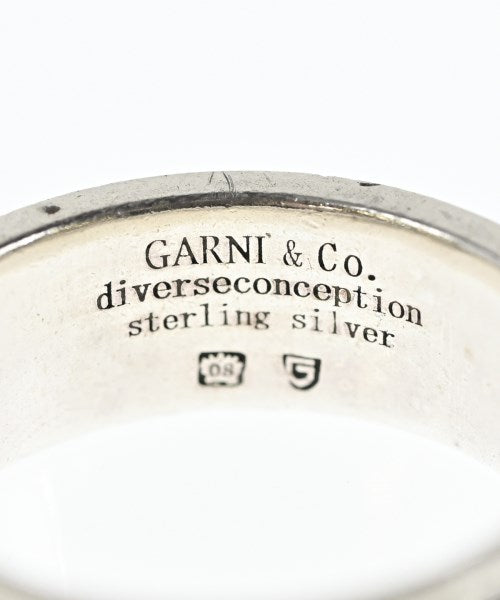 GARNI & Co.
diverseconception
sterling silver
08 G